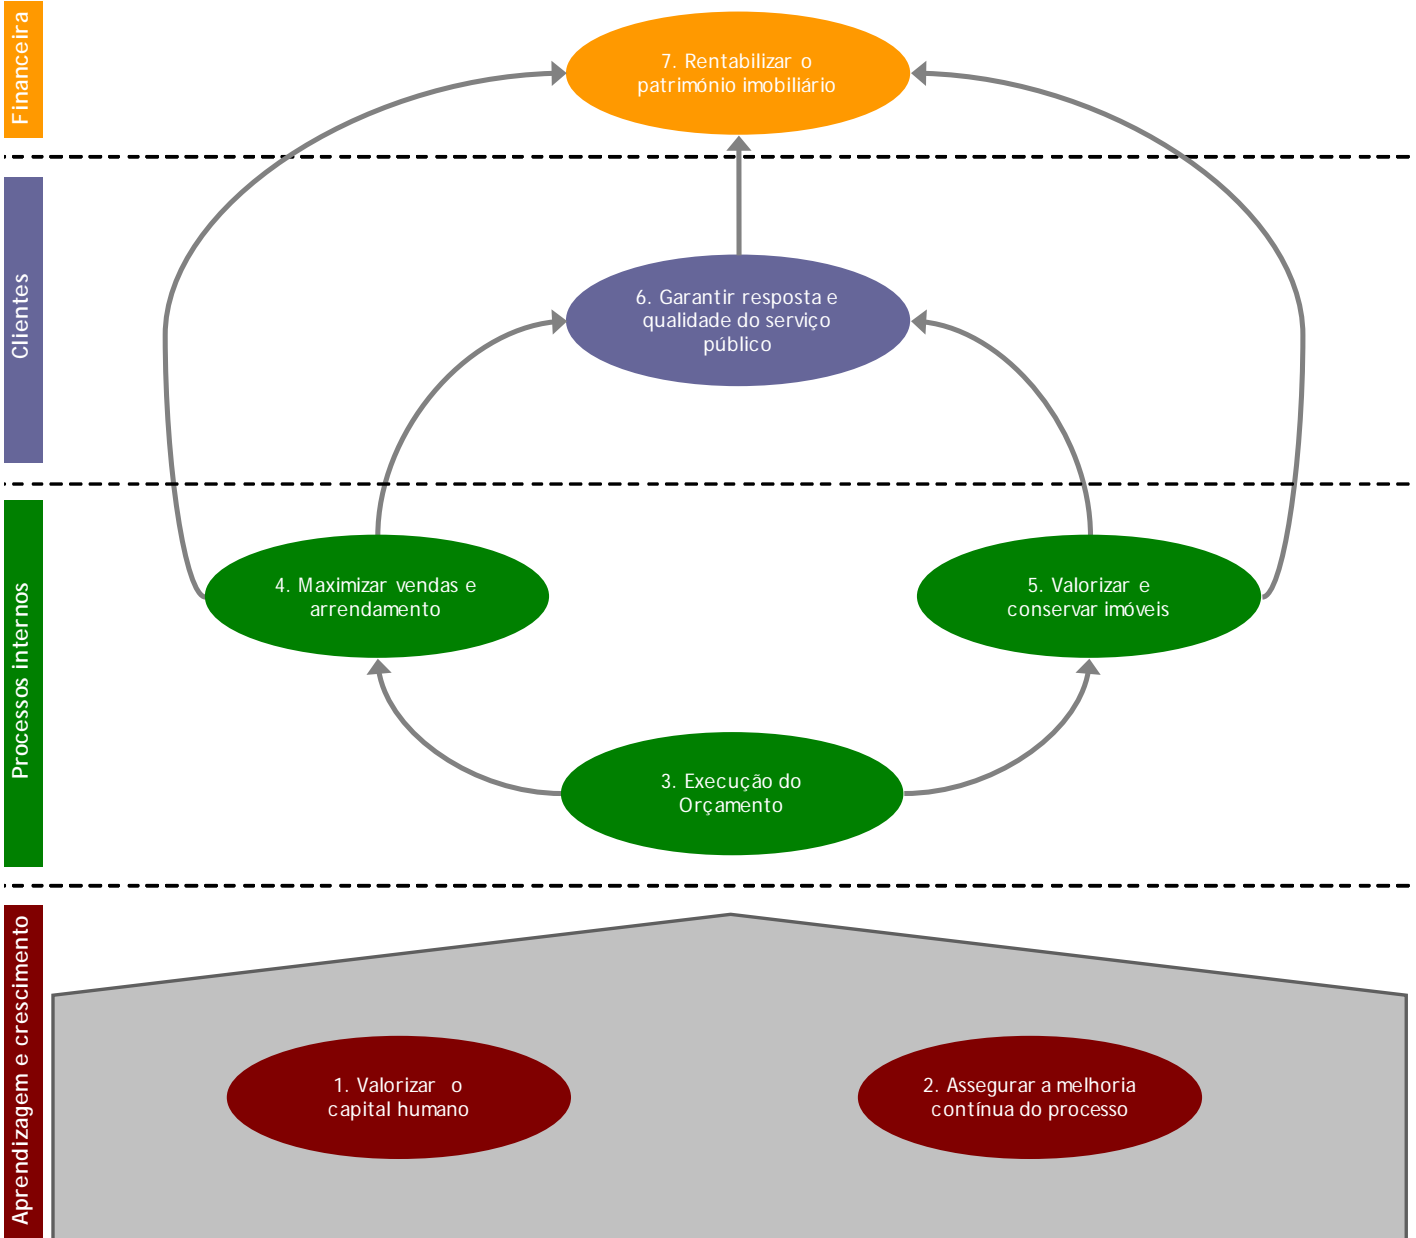 Financeira
7. Rentabilizar o
património imobiliário
Clientes
6. Garantir resposta e
qualidade do serviço
público
Processos internos
4. Maximizar vendas e
arrendamento
5. Valorizar e
conservar imóveis
3. Execução do
Orçamento
Aprendizagem e crescimento
1. Valorizar o
capital humano
2. Assegurar a melhoria
contínua do processo